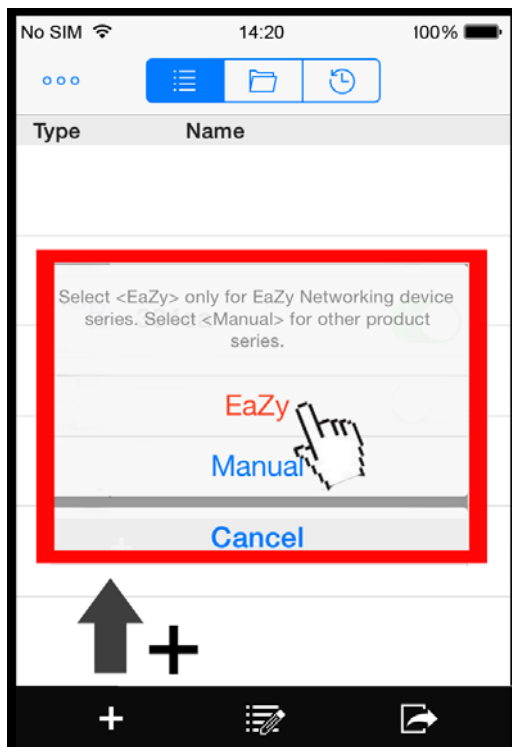 No SIM 14:20 100%
Type Name
Select <EaZy> only for EaZy Networking device
series. Select <Manual> for other product
series.
EaZy
Manual
Cancel
+
+